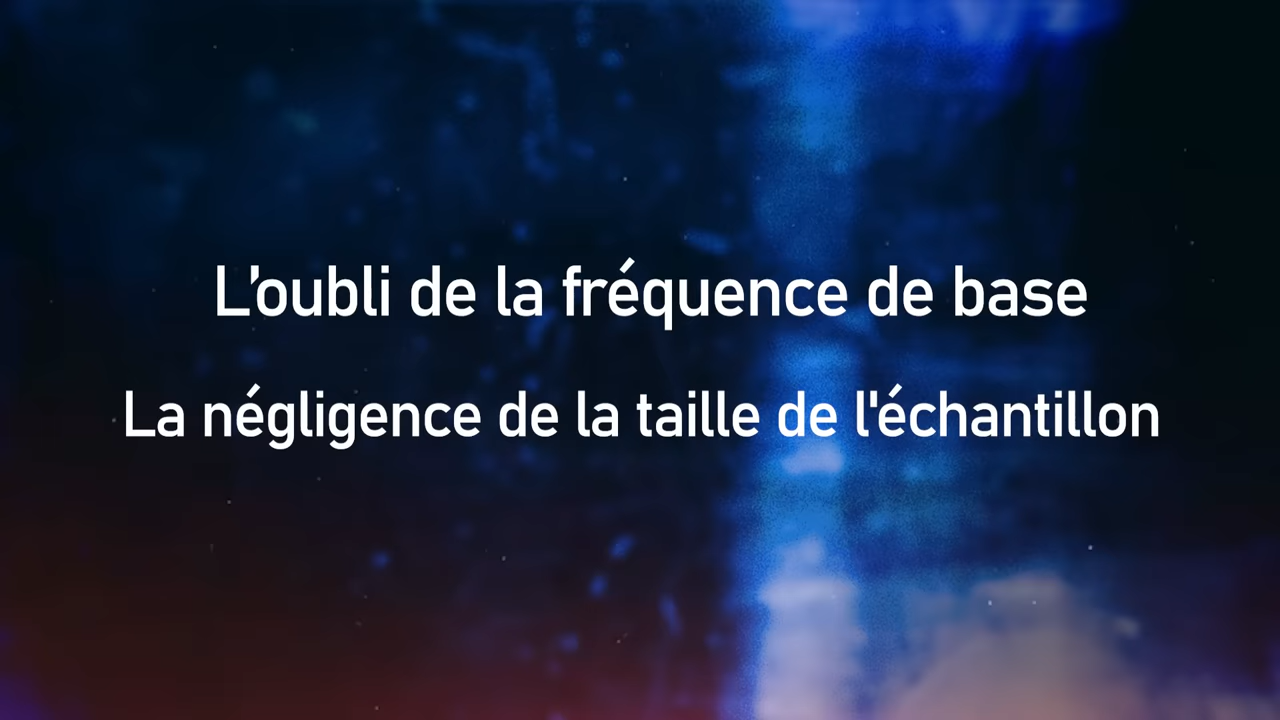 L’oubli de la fréquence de base
La négligence de la taille de l'échantillon